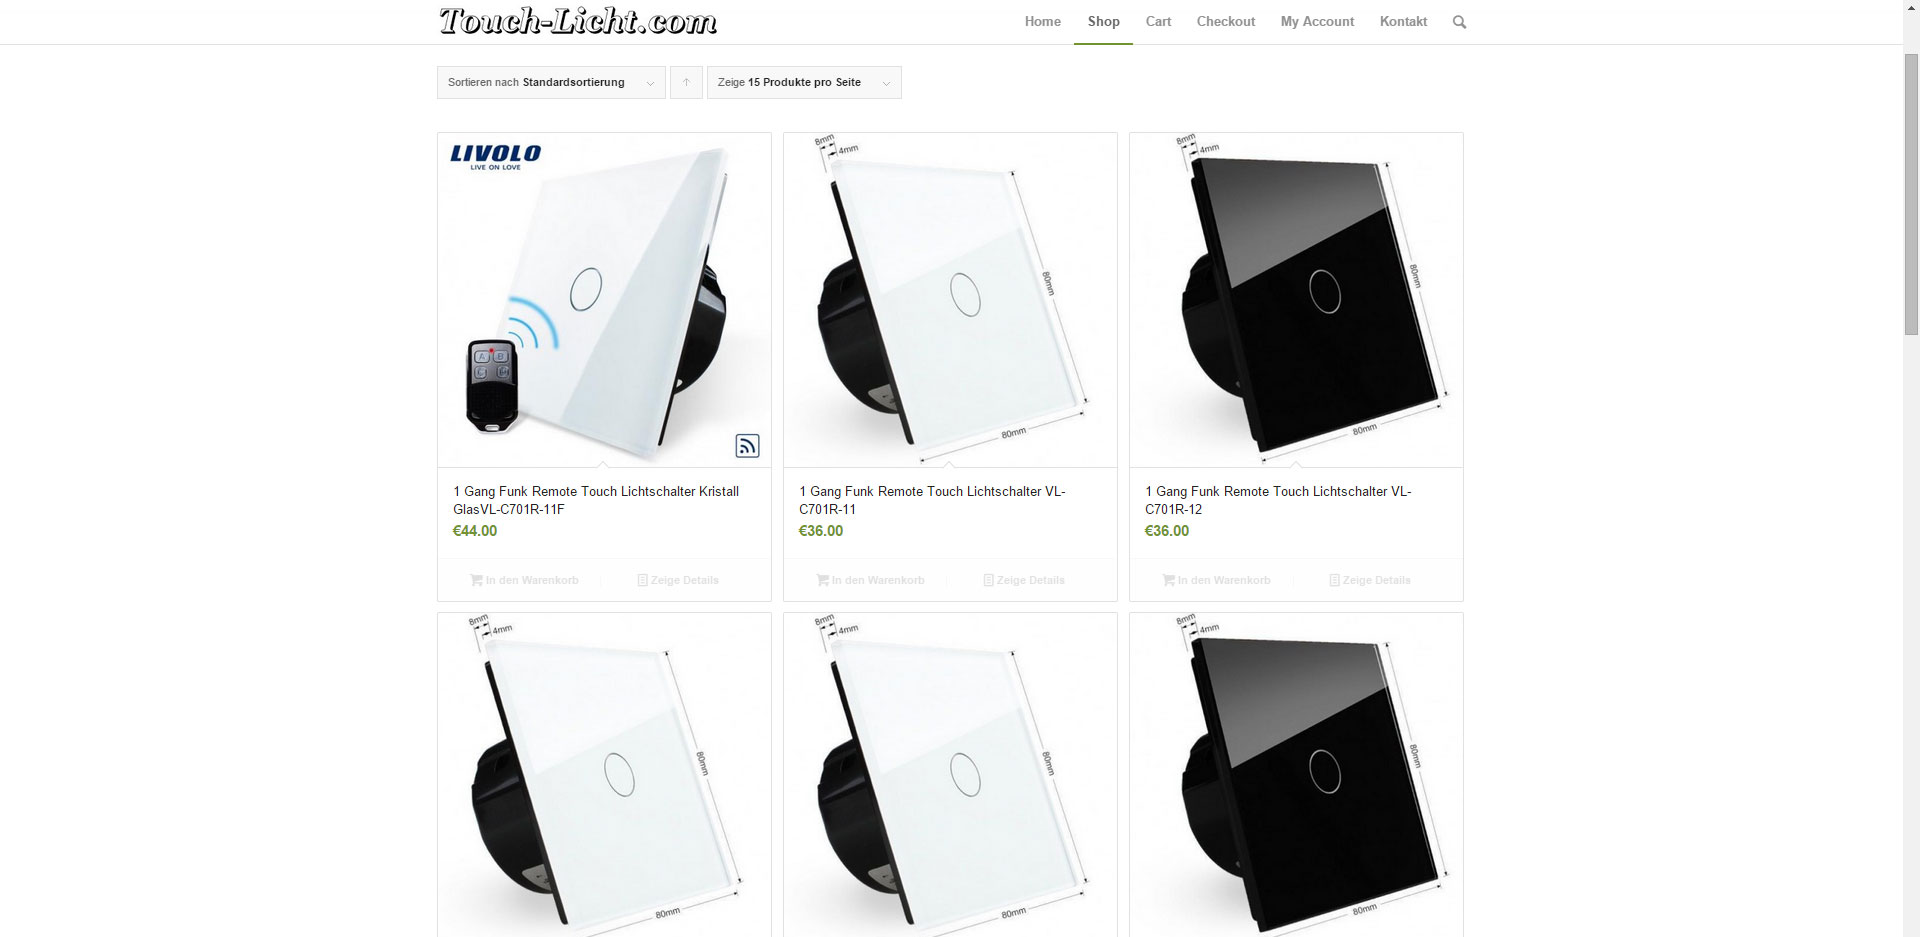 Touch-Licht.com
Home Shop Cart Checkout My Account Kontakt
Sortieren nach Standardsortierung
Zeige 15 Produkte pro Seite
LIVOLO
LIVE ON LOVE
A B
8mm
4mm
80mm
80mm
8mm
4mm
80mm
80mm
1 Gang Funk Remote Touch Lichtschalter Kristall
GlasVL-C701R-11F
€44.00
In den Warenkorb Zeige Details
1 Gang Funk Remote Touch Lichtschalter VL-
C701R-11
€36.00
In den Warenkorb Zeige Details
1 Gang Funk Remote Touch Lichtschalter VL-
C701R-12
€36.00
In den Warenkorb Zeige Details
8mm
4mm
80mm
80mm
8mm
4mm
80mm
80mm
8mm
4mm
80mm
80mm